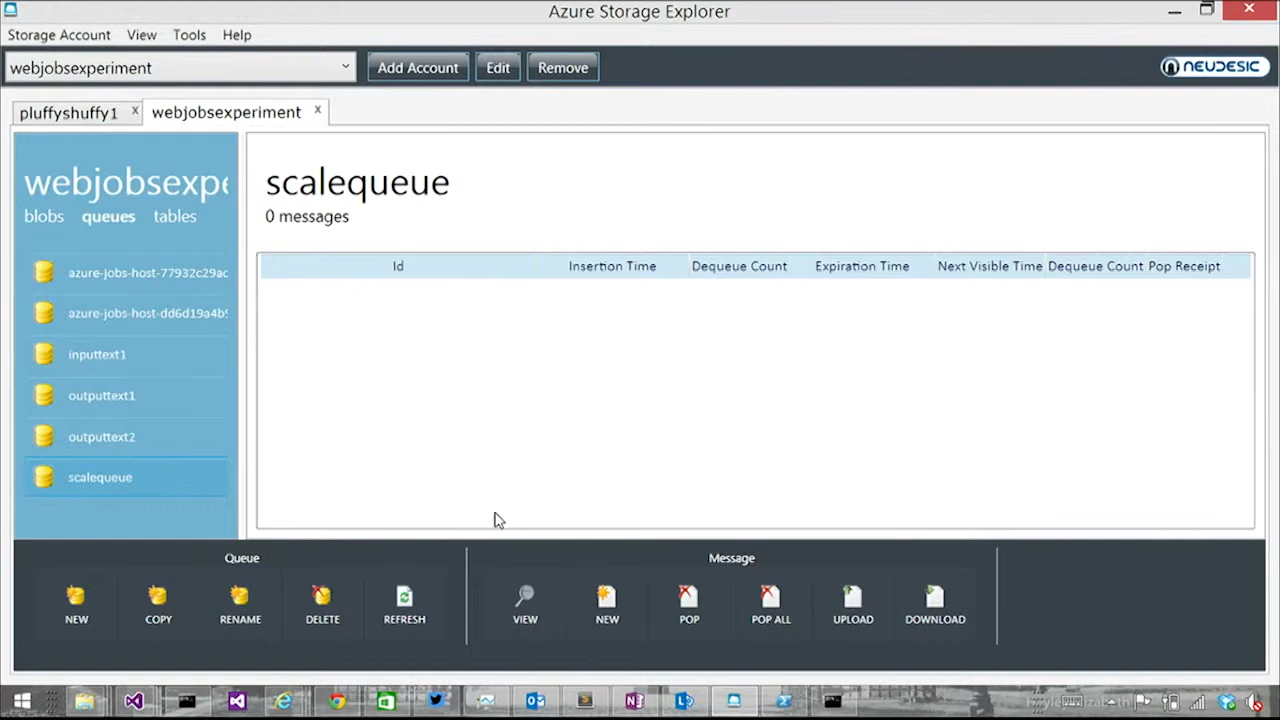 Azure Storage Explorer
Storage Account View Tools Help
webjobsexperiment Add Account Edit Remove NEUDESIC
pluffyshuffy1 x webjobsexperiment x
webjobsexpe
blobs queues tables
azure-jobs-host-77932c29ac
azure-jobs-host-dd6d19a4b9
inputtext1
outputtext1
outputtext2
scalequeue
scalequeue
0 messages
Id Insertion Time Dequeue Count Expiration Time Next Visible Time Dequeue Count Pop Receipt
Queue
NEW COPY RENAME DELETE REFRESH
Message
VIEW NEW POP POP ALL UPLOAD DOWNLOAD